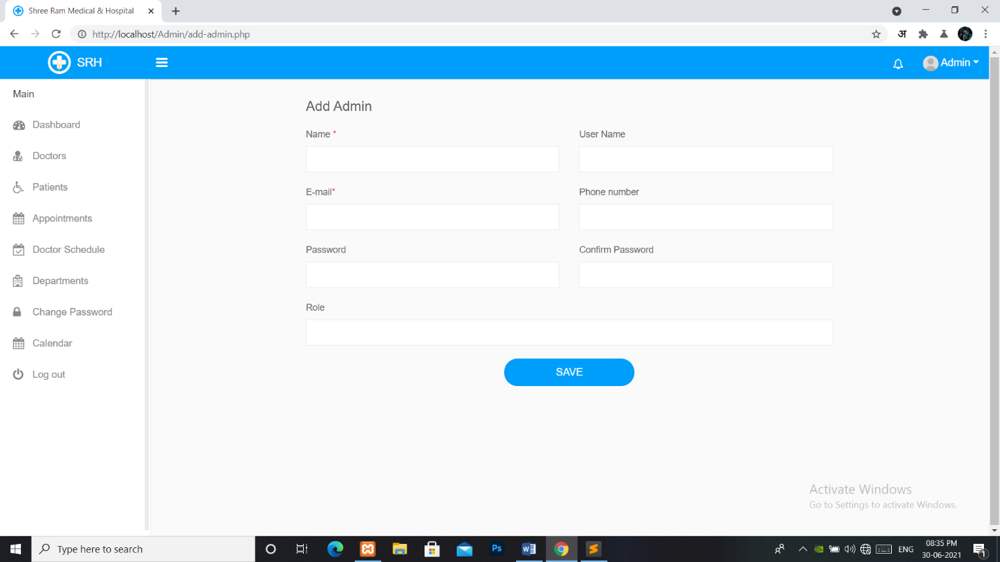 Shree Ram Medical & Hospital
http://localhost/Admin/add-admin.php
अ
SRH
Admin
Main
Dashboard
Doctors
Patients
Appointments
Doctor Schedule
Departments
Change Password
Calendar
Log out
Add Admin
Name *
User Name
E-mail*
Phone number
Password
Confirm Password
Role
SAVE
Activate Windows
Go to Settings to activate Windows.
Type here to search
Ps
W
ENG
08:35 PM
30-06-2021
1